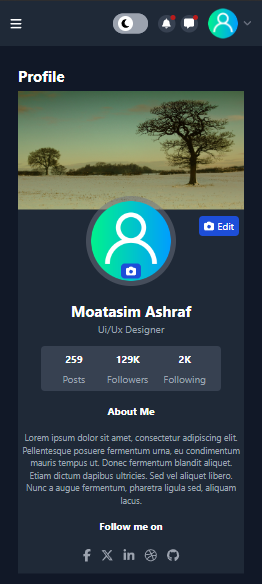 Profile
Edit
Moatasim Ashraf
Ui/Ux Designer
259 129K 2K
Posts Followers Following
About Me
Lorem ipsum dolor sit amet, consectetur adipiscing elit.
Pellentesque posuere fermentum urna, eu condimentum
mauris tempus ut. Donec fermentum blandit aliquet.
Etiam dictum dapibus ultricies. Sed vel aliquet libero.
Nunc a augue fermentum, pharetra ligula sed, aliquam
lacus.
Follow me on